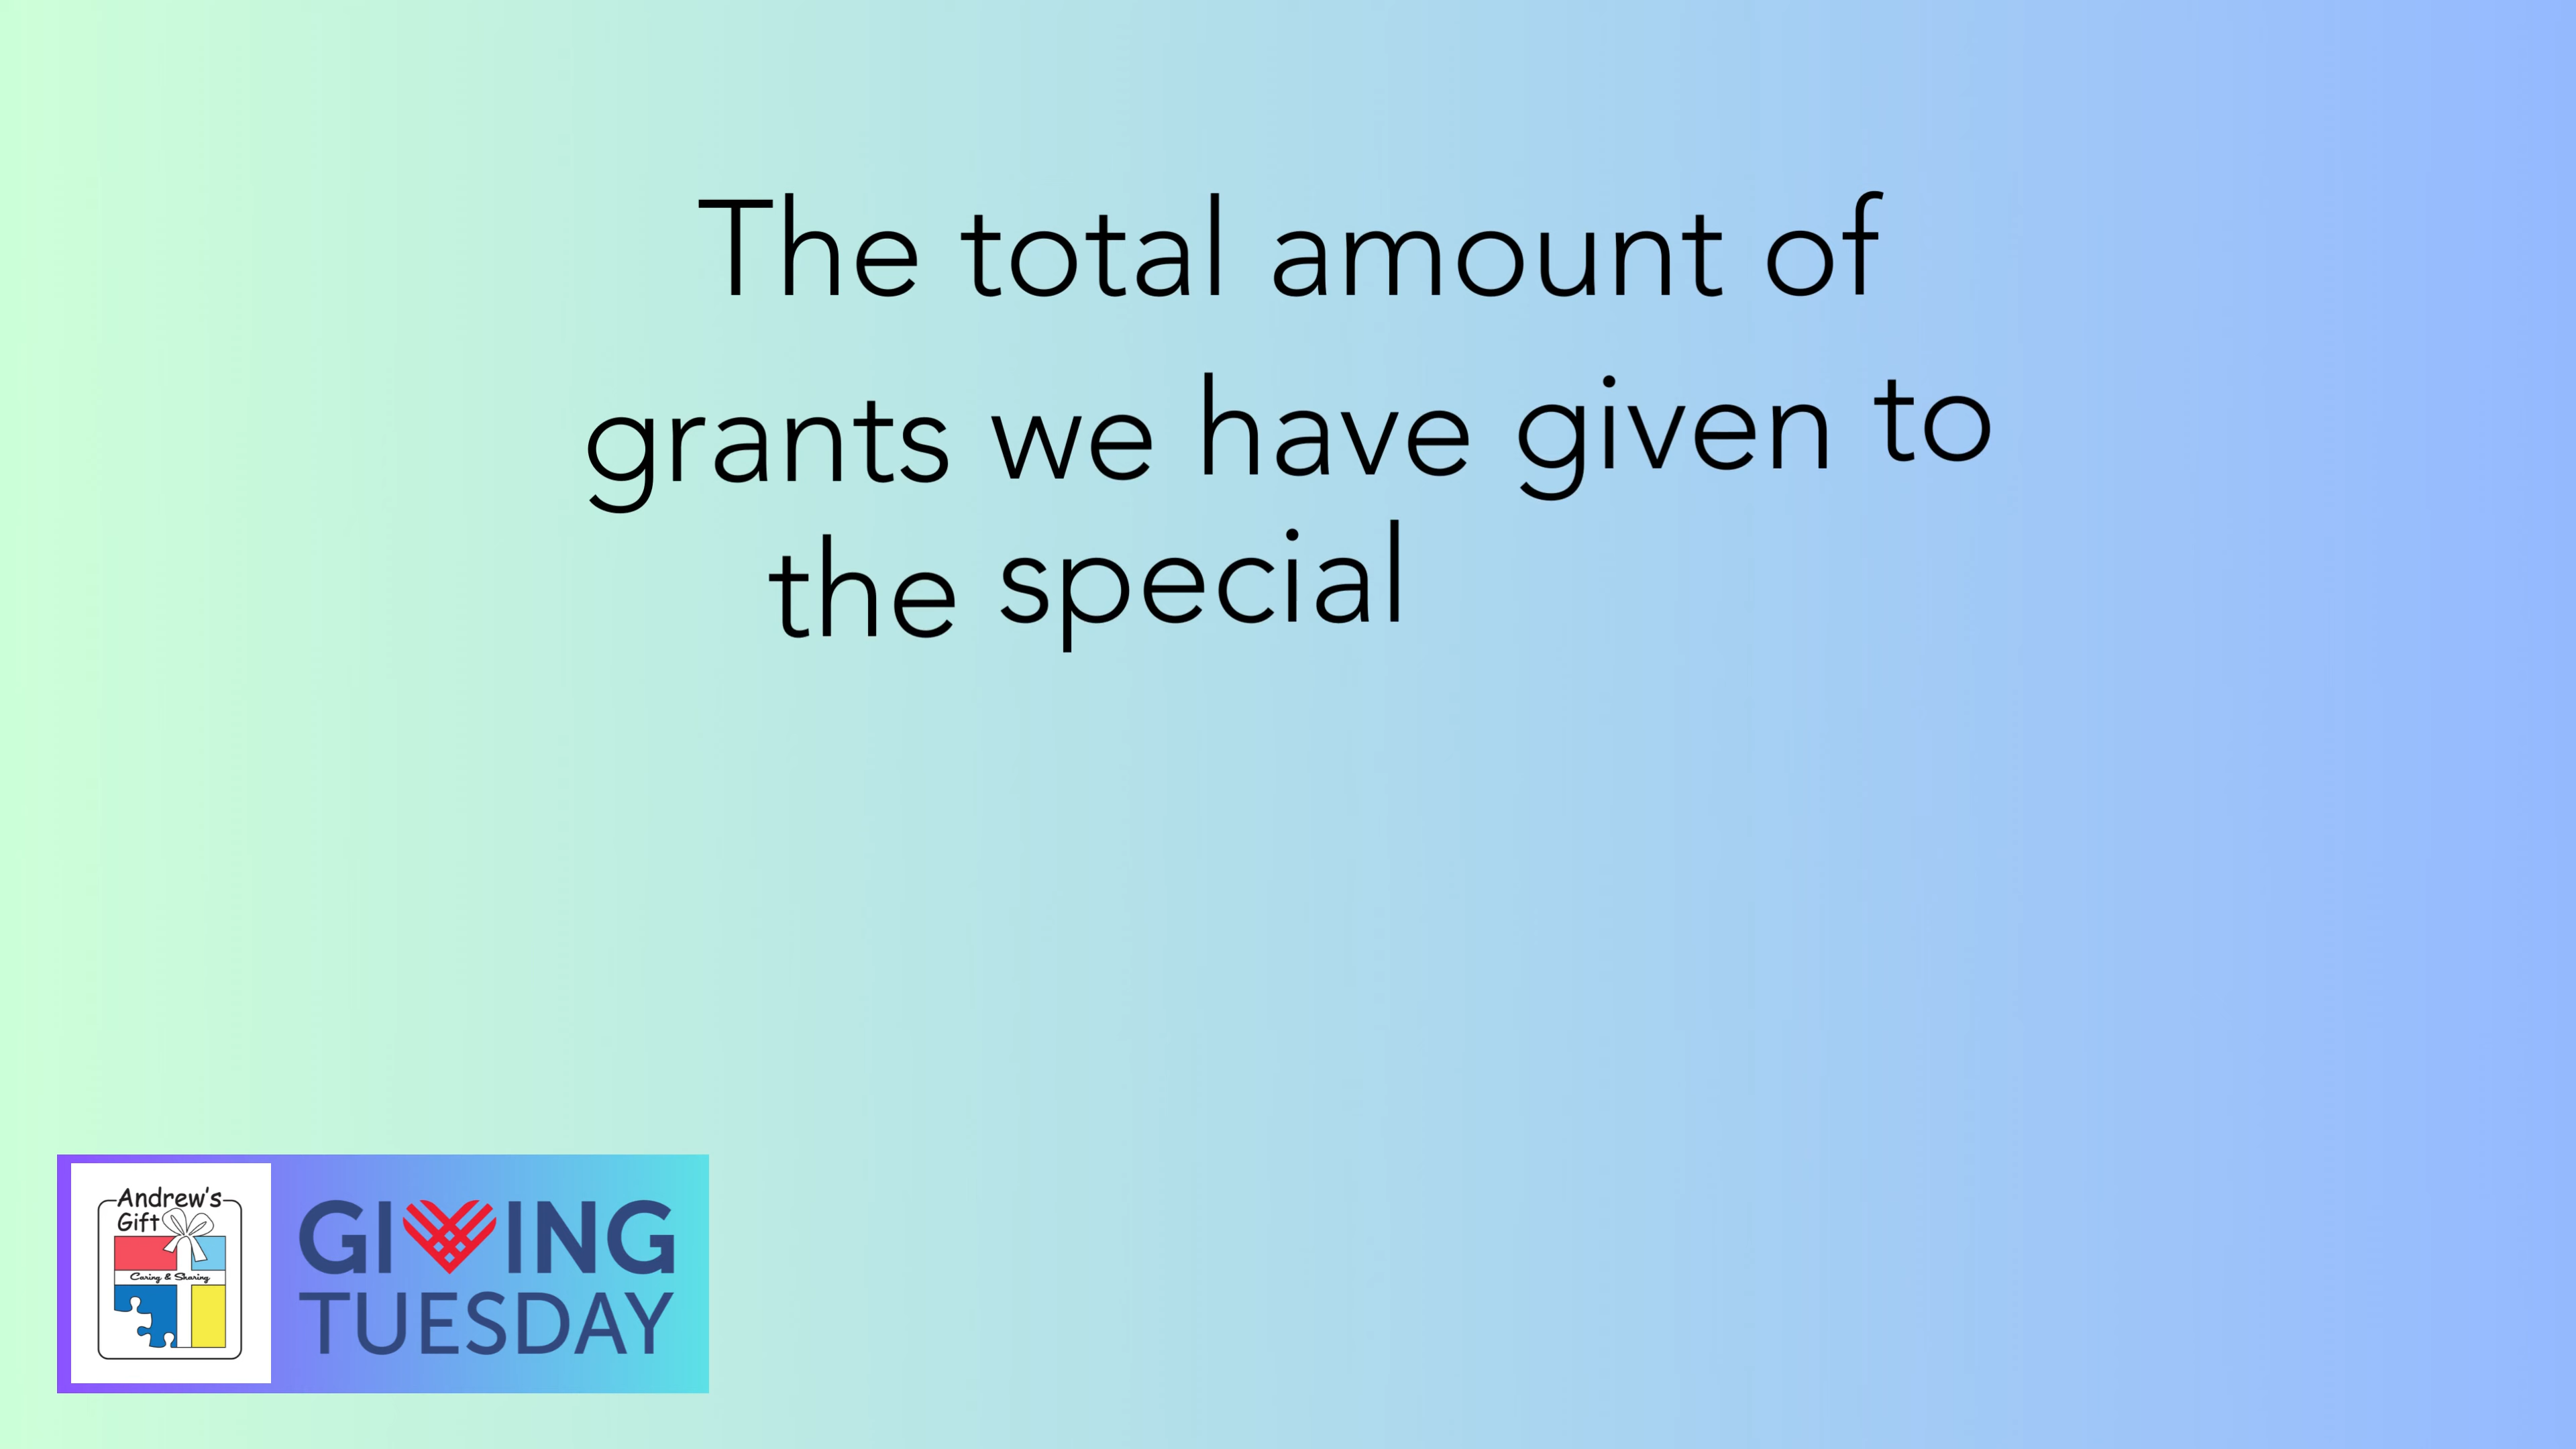 The total amount of
grants we have given to
the special
Andrew's
Gift
Caring & Sharing
GIVING
TUESDAY